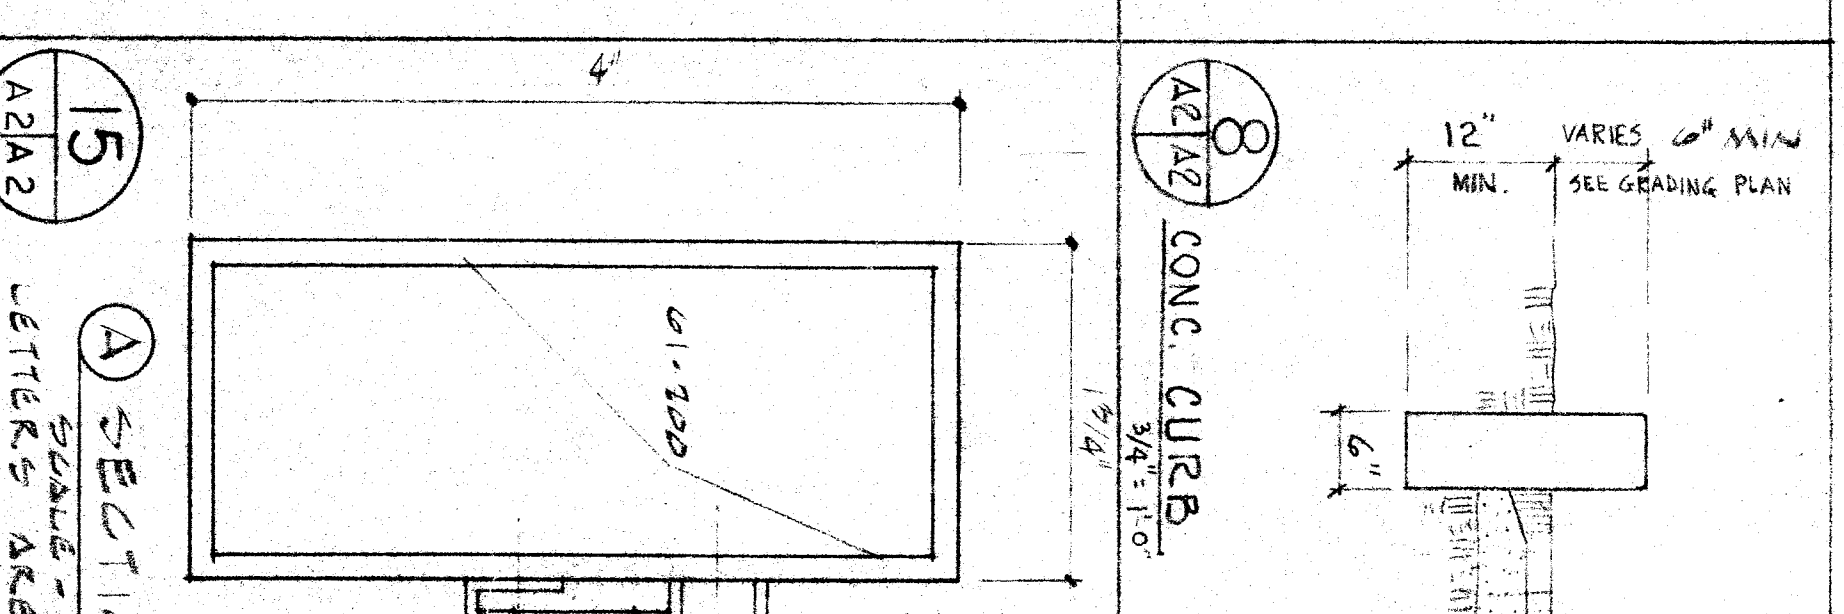 4"
15
A2 A2
A SECTI
SCALE -
LETTERS ARE
61.200
1 3/4"
8
A2 A2
CONC. CURB
3/4" = 1'-0"
12" VARIES 6" MIN
MIN. SEE GRADING PLAN
6"